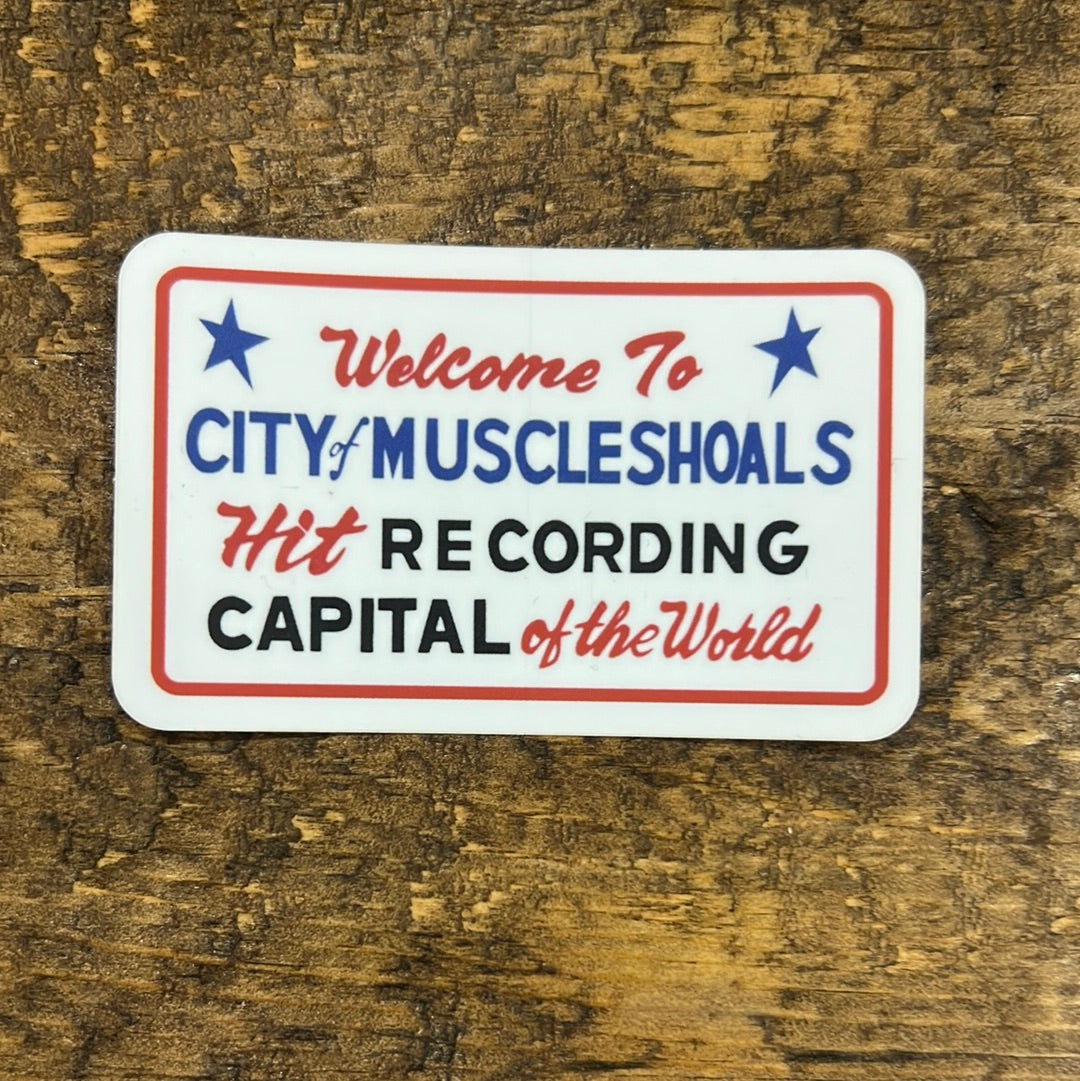 Welcome To
CITY of MUSCLESHOALS
Hit RECORDING
CAPITAL of the World